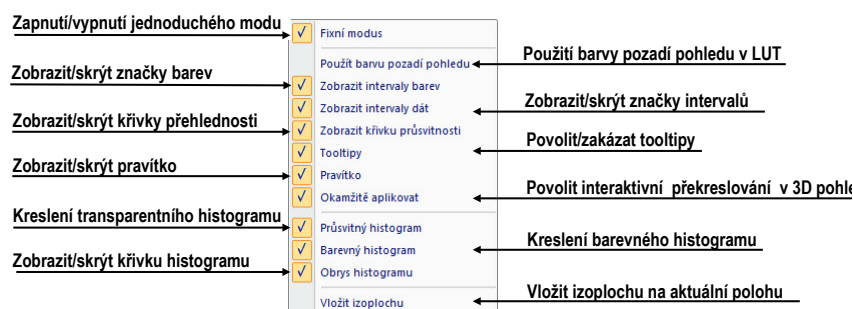 Zapnutí/vypnutí jednoduchého modu
Fixní modus
Použít barvu pozadí pohledu
Použití barvy pozadí pohledu v LUT
Zobrazit/skrýt značky barev
Zobrazit intervaly barev
Zobrazit intervaly dát
Zobrazit/skrýt značky intervalů
Zobrazit/skrýt křivky přehlednosti
Zobrazit křivku průsvitnosti
Tooltipy
Povolit/zakázat tooltipy
Zobrazit/skrýt pravítko
Pravítko
Okamžitě aplikovat
Povolit interaktivní překreslování v 3D pohle
Kreslení transparentního histogramu
Průsvitný histogram
Barevný histogram
Kreslení barevného histogramu
Zobrazit/skrýt křivku histogramu
Obrys histogramu
Vložit izoplochu
Vložit izoplochu na aktuální polohu